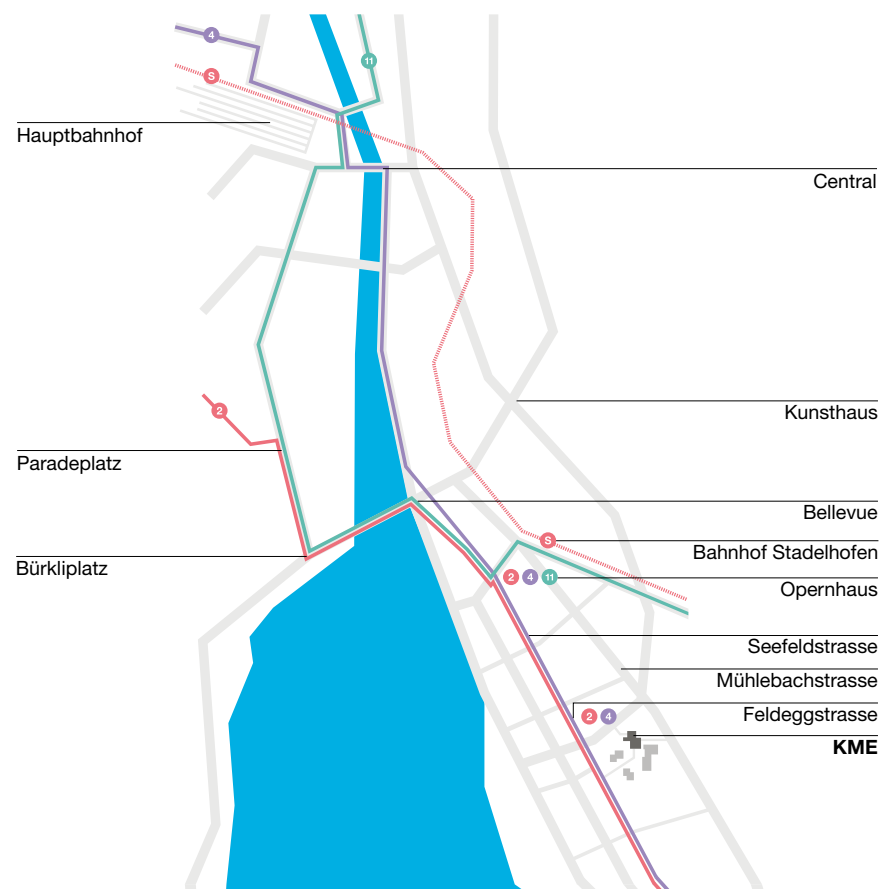 4
11
S
Hauptbahnhof
Central
2
Kunsthaus
Paradeplatz
Bellevue
S
Bahnhof Stadelhofen
Bürkliplatz
2 4 11
Opernhaus
Seefeldstrasse
Mühlebachstrasse
2 4
Feldeggstrasse
KME